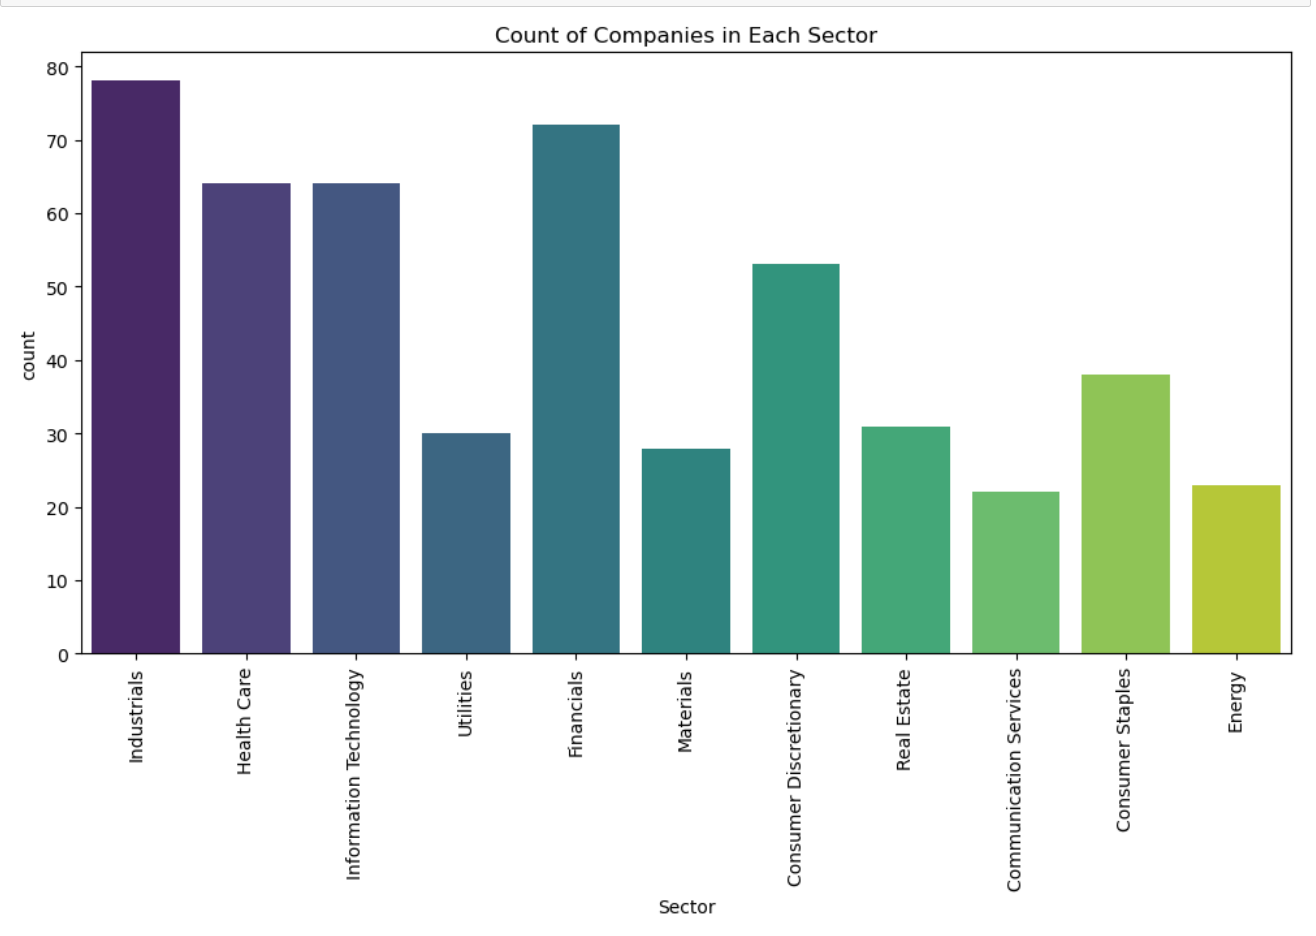 Count of Companies in Each Sector
80
70
60
50
40
30
20
10
0
count
Industrials
Health Care
Information Technology
Utilities
Financials
Materials
Consumer Discretionary
Real Estate
Communication Services
Consumer Staples
Energy
Sector